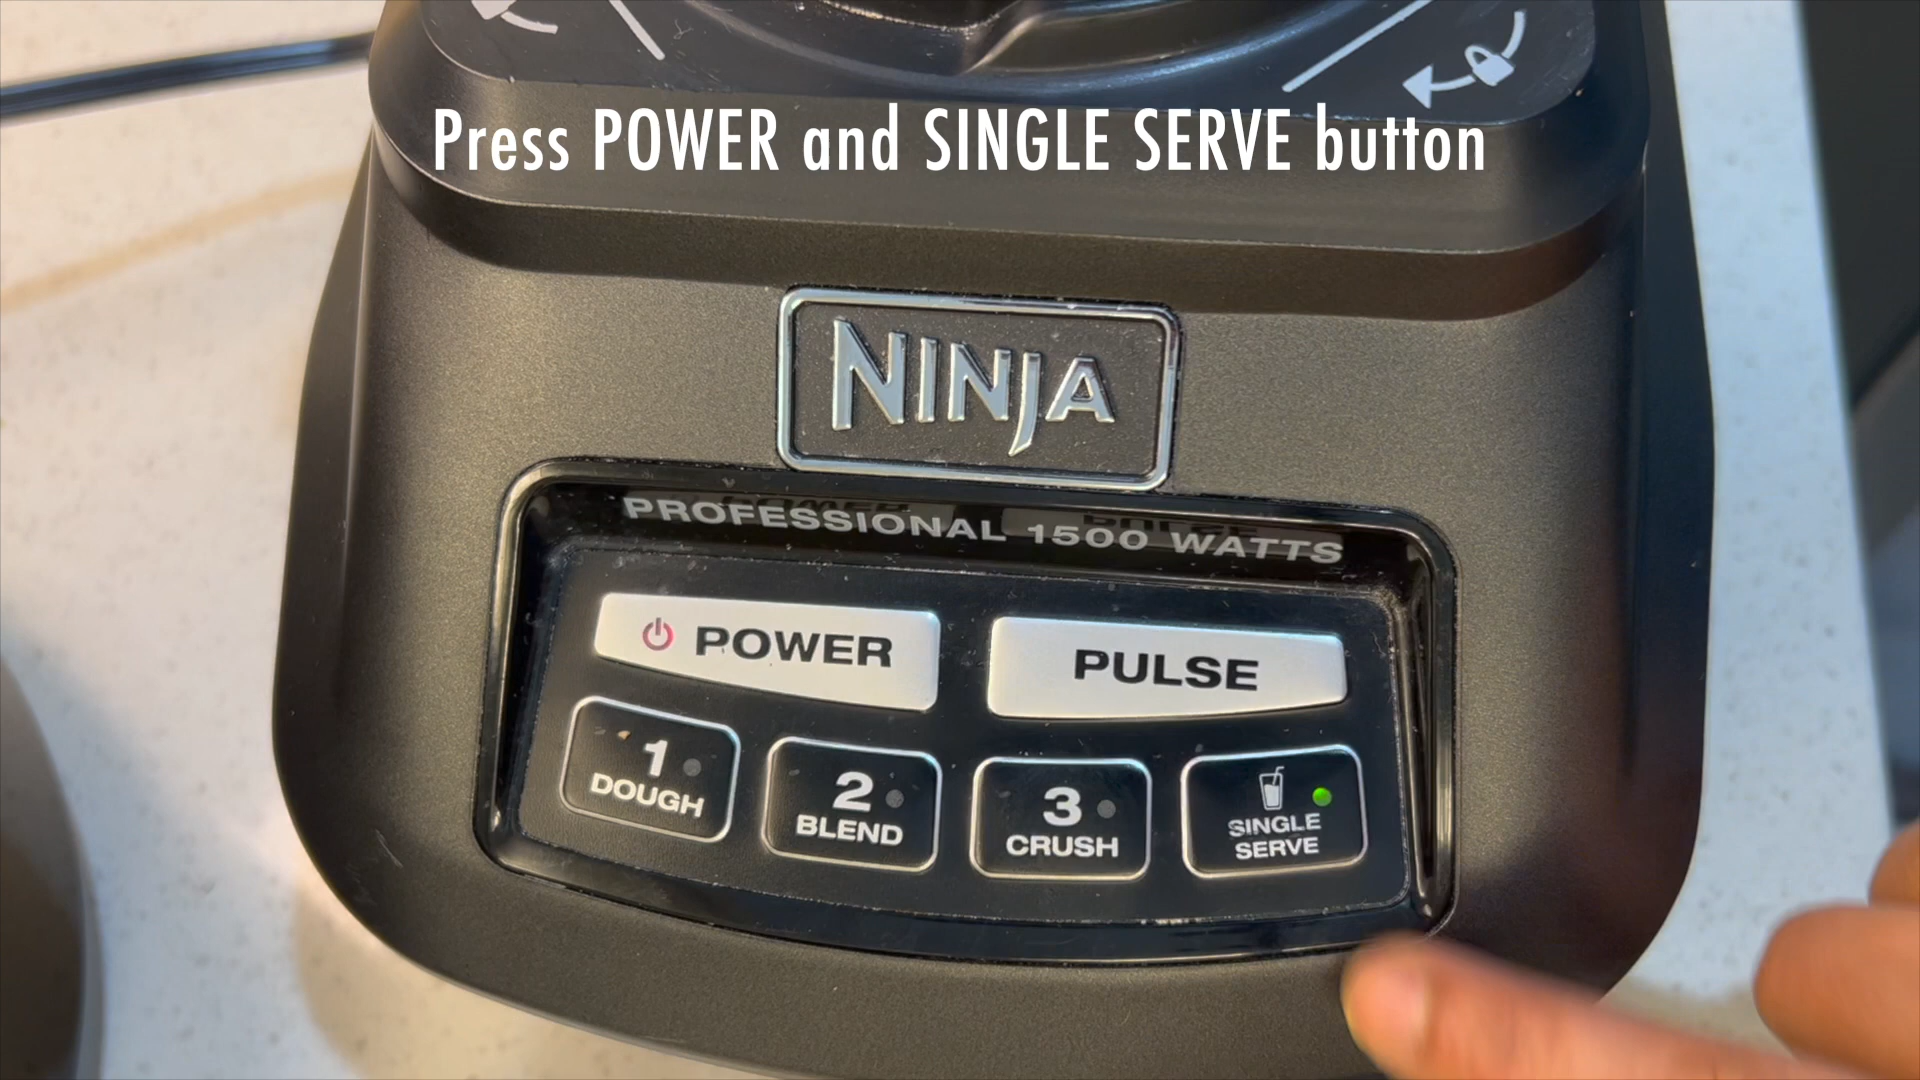 Press POWER and SINGLE SERVE button
NINJA
PROFESSIONAL 1500 WATTS
POWER
PULSE
1
DOUGH
2
BLEND
3
CRUSH
SINGLE
SERVE